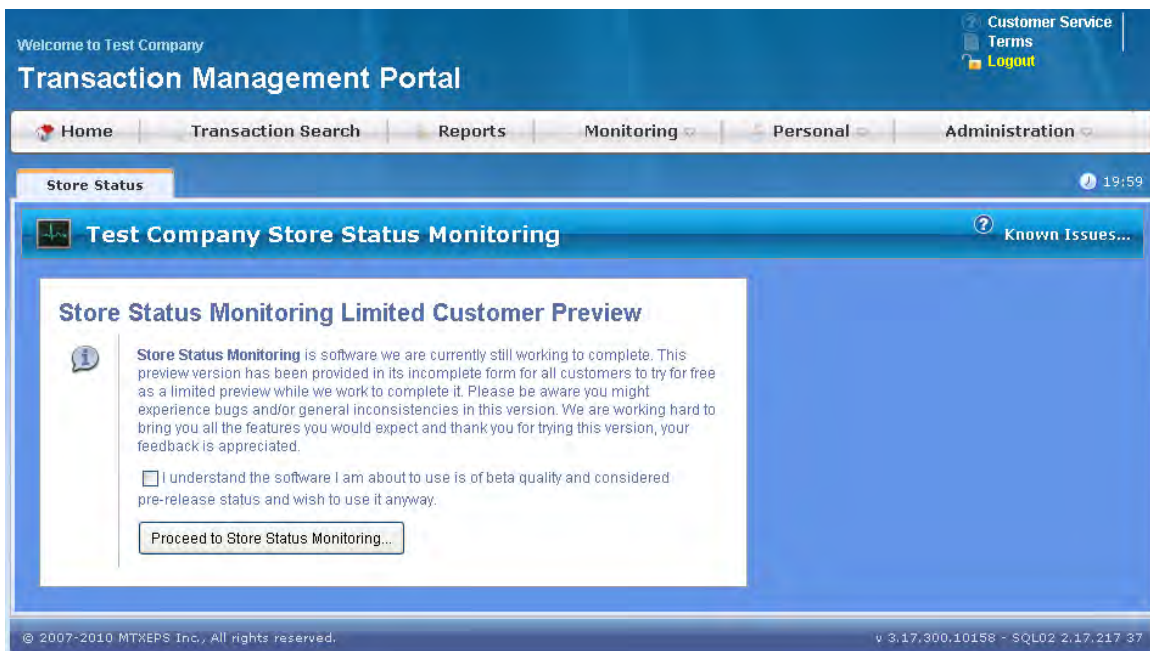 Customer Service
Welcome to Test Company
Terms
Logout
Transaction Management Portal
Home Transaction Search Reports Monitoring Personal Administration
Store Status 19:59
Test Company Store Status Monitoring ? Known Issues...
Store Status Monitoring Limited Customer Preview
Store Status Monitoring is software we are currently still working to complete. This
preview version has been provided in its incomplete form for all customers to try for free
as a limited preview while we work to complete it. Please be aware you might
experience bugs and/or general inconsistencies in this version. We are working hard to
bring you all the features you would expect and thank you for trying this version, your
feedback is appreciated.
I understand the software I am about to use is of beta quality and considered
pre-release status and wish to use it anyway.
Proceed to Store Status Monitoring...
© 2007-2010 MTXEPS Inc., All rights reserved. v 3.17.300.10158 - SQL02 2.17.217 37